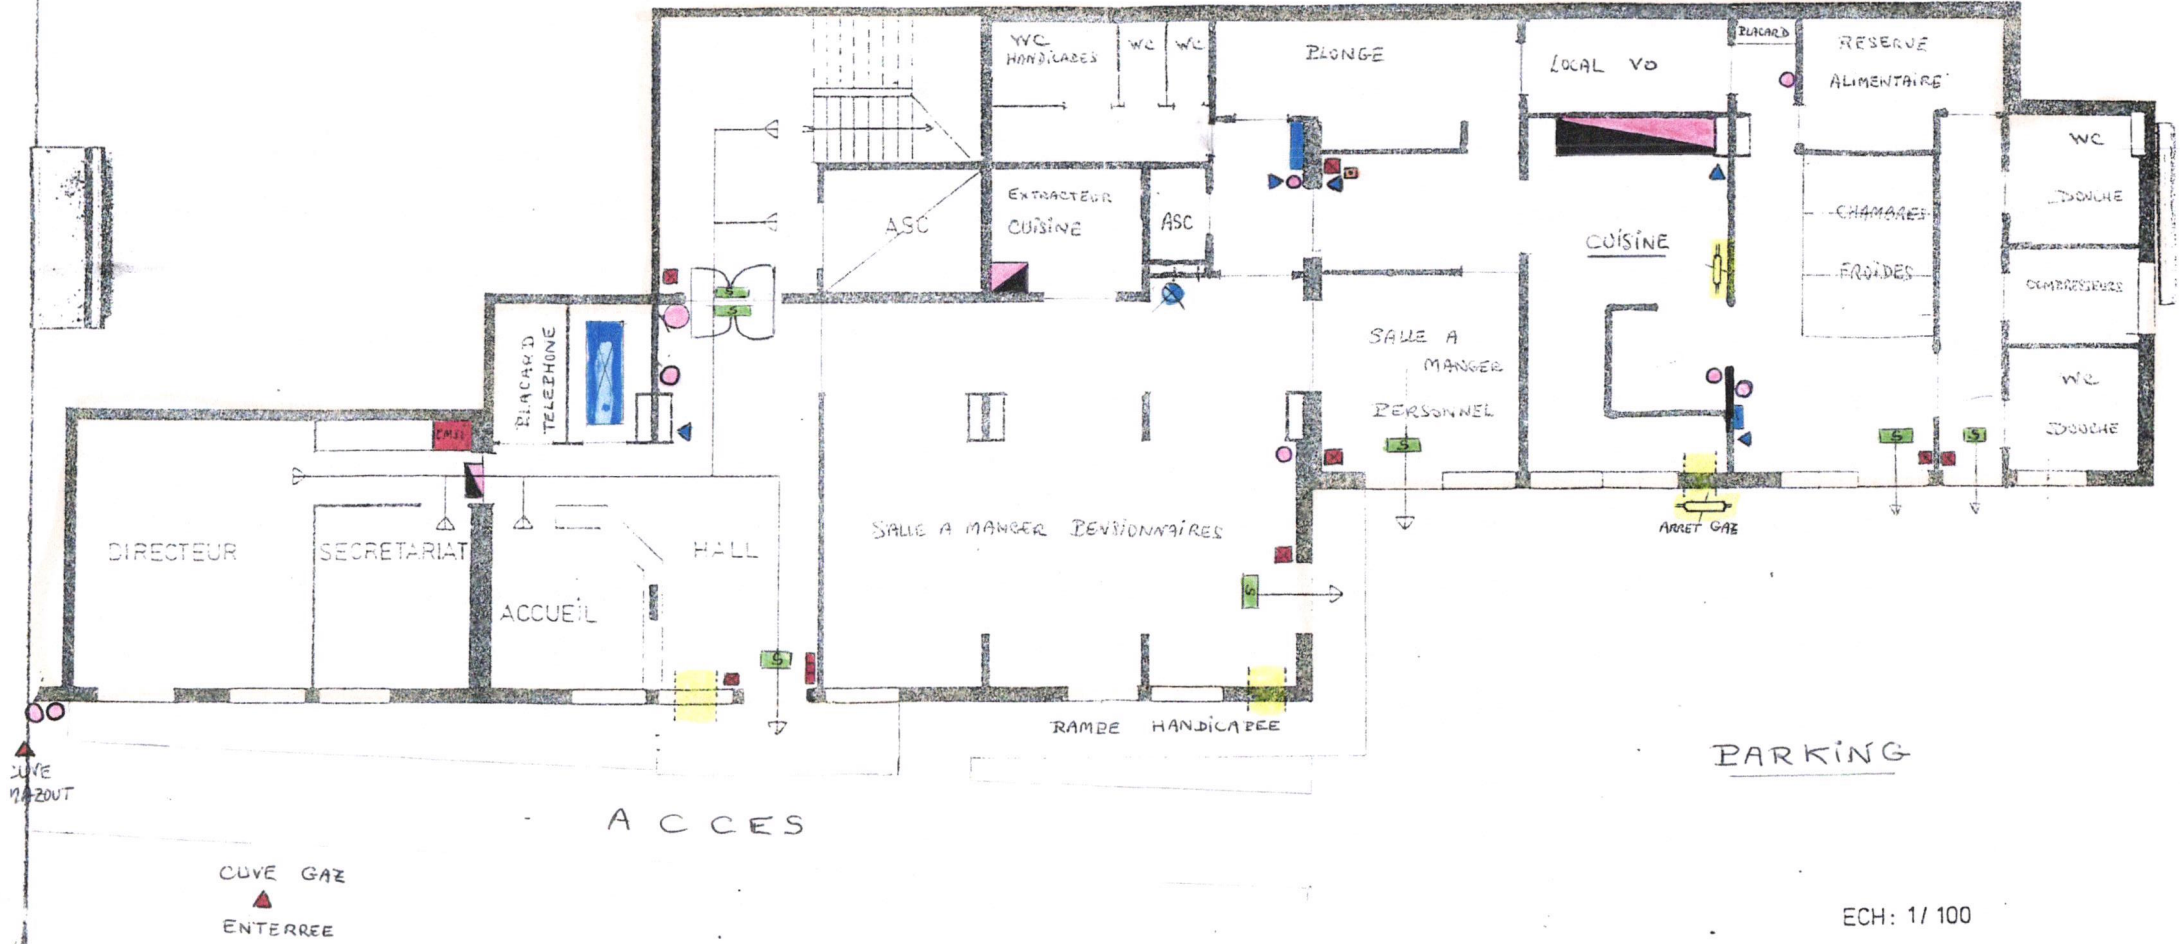 WC
HANDICAPES
WC
WC
PLONGE
LOCAL VO
PLACARD
RESERVE
ALIMENTAIRE
WC
DOUCHE
EXTRACTEUR
CUISINE
ASC
ASC
CUISINE
CHAMBRES
FROIDES
COMPRESSEURS
S
S
PLACARD
TELEPHONE
SALLE A
MANGER
PERSONNEL
WC
DOUCHE
S
S
S
SALLE A MANGER PENSIONNAIRES
ARRET GAZ
DIRECTEUR
SECRETARIAT
HALL
ACCUEIL
S
S
RAMPE HANDICAPEE
PARKING
ACCES
CUVE GAZ
ENTERREE
ECH: 1/100